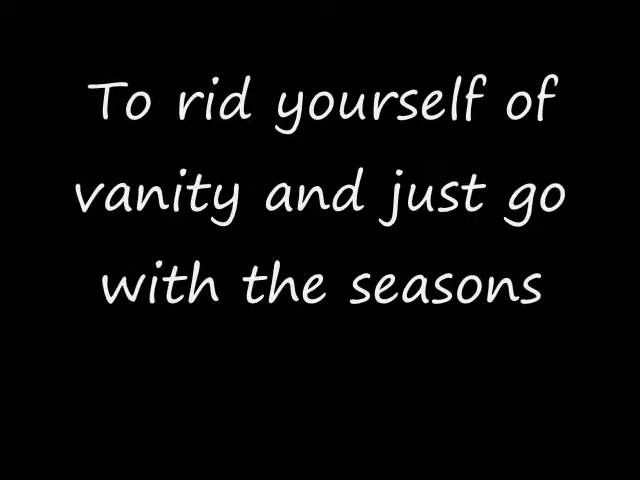 To rid yourself of
vanity and just go
with the seasons